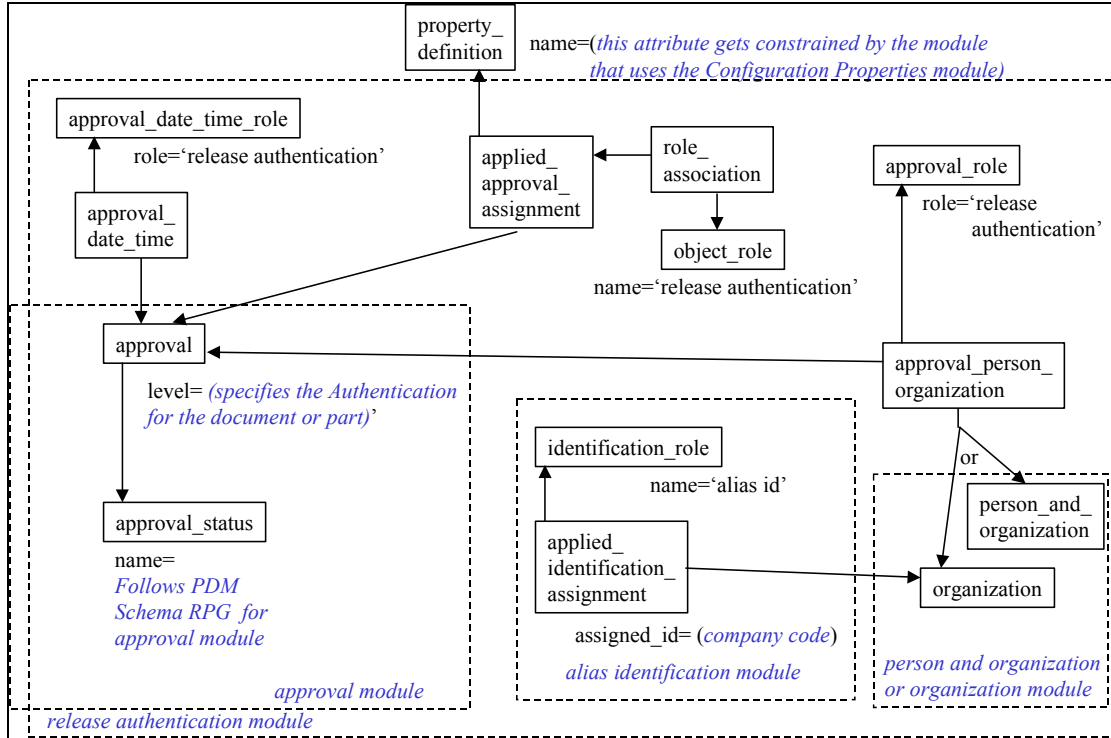 property_
definition
name=(this attribute gets constrained by the module
that uses the Configuration Properties module)
approval_date_time_role
role=‘release authentication’
approval_
date_time
applied_
approval_
assignment
role_
association
object_role
name=‘release authentication’
approval_role
role=‘release
authentication’
approval
level= (specifies the Authentication
for the document or part)’
approval_person_
organization
or
identification_role
name=‘alias id’
person_and_
organization
approval_status
name=
Follows PDM
Schema RPG for
approval module
applied_
identification_
assignment
organization
assigned_id= (company code)
alias identification module
person and organization
or organization module
approval module
release authentication module